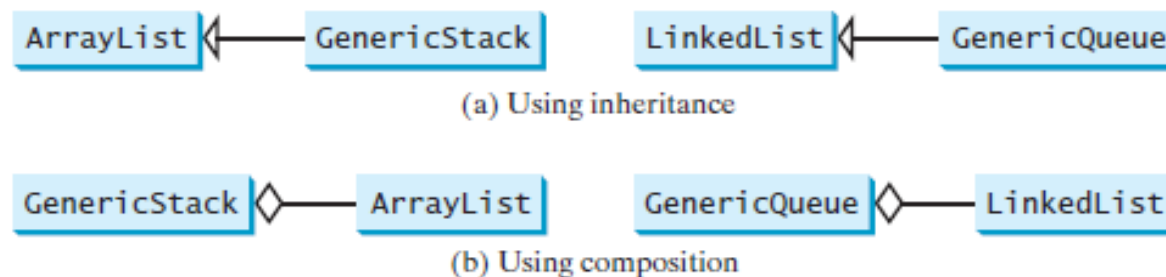 ArrayList GenericStack LinkedList GenericQueue
(a) Using inheritance
GenericStack ArrayList GenericQueue LinkedList
(b) Using composition